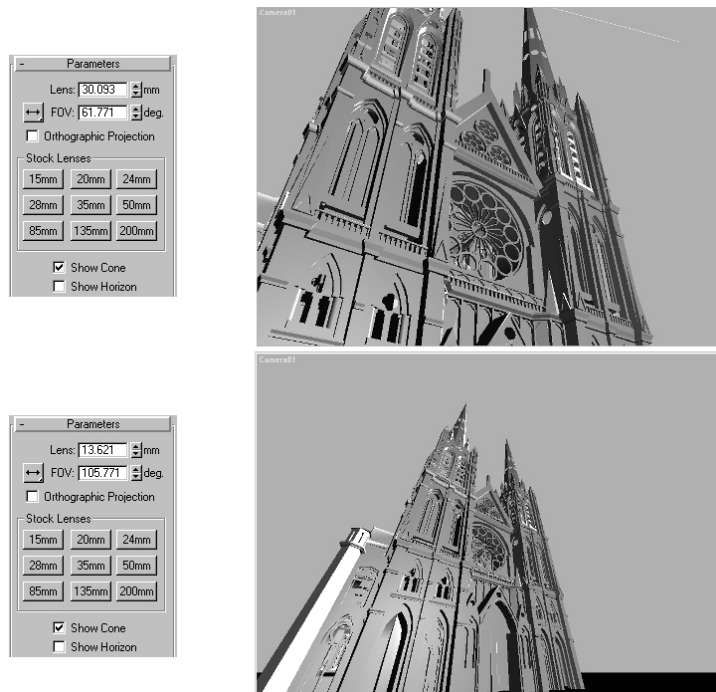 Camera01
- Parameters
Lens: 30.093 mm
FOV: 61.771 deg.
Orthographic Projection
Stock Lenses
15mm 20mm 24mm
28mm 35mm 50mm
85mm 135mm 200mm
Show Cone
Show Horizon
Camera01
- Parameters
Lens: 13.621 mm
FOV: 105.771 deg.
Orthographic Projection
Stock Lenses
15mm 20mm 24mm
28mm 35mm 50mm
85mm 135mm 200mm
Show Cone
Show Horizon